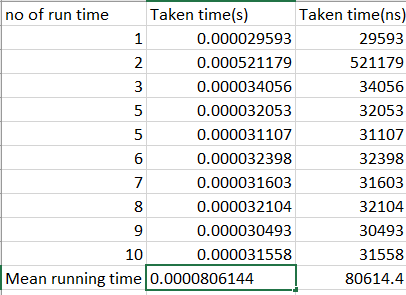 no of run time Taken time(s) Taken time(ns)
1 0.000029593 29593
2 0.000521179 521179
3 0.000034056 34056
5 0.000032053 32053
5 0.000031107 31107
6 0.000032398 32398
7 0.000031603 31603
8 0.000032104 32104
9 0.000030493 30493
10 0.000031558 31558
Mean running time 0.0000806144 80614.4